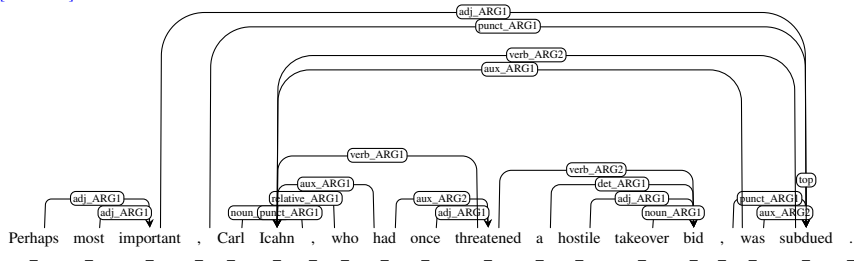 adj_ARG1
punct_ARG1
verb_ARG2
aux_ARG1
verb_ARG1
verb_ARG2
aux_ARG1 det_ARG1 top
adj_ARG1 relative_ARG1 aux_ARG2 adj_ARG1 punct_ARG1
adj_ARG1 punct_ARG1 adj_ARG1 noun_ARG1 aux_ARG2
Perhaps most important , Carl Icahn , who had once threatened a hostile takeover bid , was subdued .